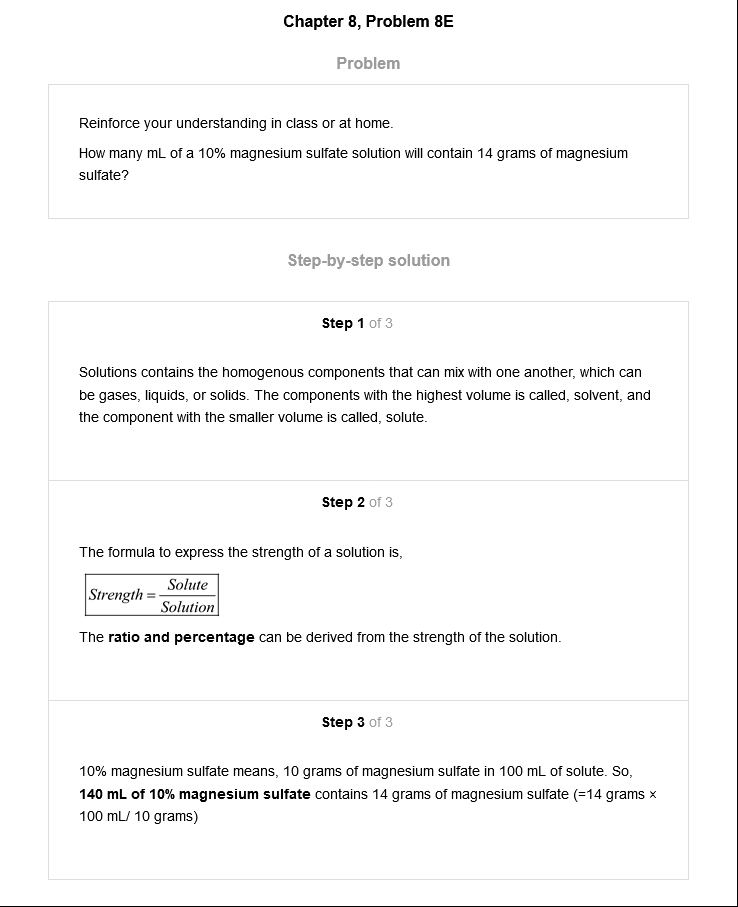 Chapter 8, Problem 8E
Problem
Reinforce your understanding in class or at home.
How many mL of a 10% magnesium sulfate solution will contain 14 grams of magnesium
sulfate?
Step-by-step solution
Step 1 of 3
Solutions contains the homogenous components that can mix with one another, which can
be gases, liquids, or solids. The components with the highest volume is called, solvent, and
the component with the smaller volume is called, solute.
Step 2 of 3
The formula to express the strength of a solution is,
Strength = Solute / Solution
The ratio and percentage can be derived from the strength of the solution.
Step 3 of 3
10% magnesium sulfate means, 10 grams of magnesium sulfate in 100 mL of solute. So,
140 mL of 10% magnesium sulfate contains 14 grams of magnesium sulfate (=14 grams ×
100 mL/ 10 grams)